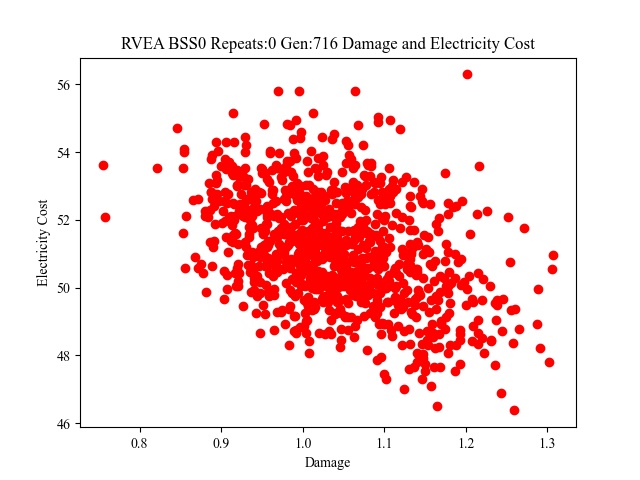 RVEA BSS0 Repeats:0 Gen:716 Damage and Electricity Cost
56
54
52
50
48
46
Electricity Cost
0.8 0.9 1.0 1.1 1.2 1.3
Damage